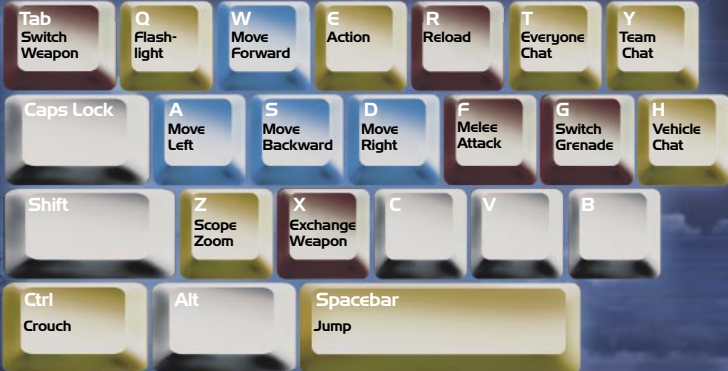 Tab
Switch
Weapon
Q
Flash-
light
W
Move
Forward
E
Action
R
Reload
T
Everyone
Chat
Y
Team
Chat
Caps Lock
A
Move
Left
S
Move
Backward
D
Move
Right
F
Melee
Attack
G
Switch
Grenade
H
Vehicle
Chat
Shift
Z
Scope
Zoom
X
Exchange
Weapon
C
V
B
Ctrl
Crouch
Alt
Spacebar
Jump